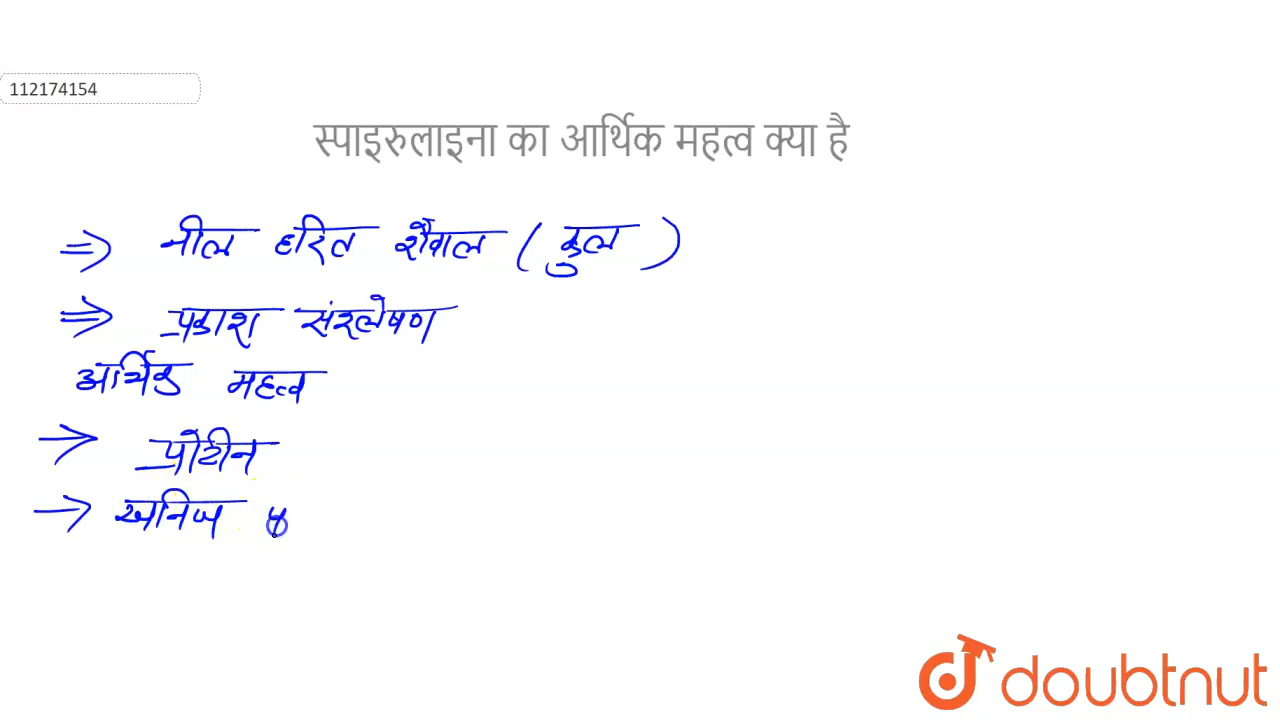 112174154
स्पाइरुलाइना का आर्थिक महत्व क्या है
⇒ नील हरित शैवाल (कुल)
⇒ प्रकाश संश्लेषण
आर्थिक महत्व
→ प्रोटीन
→ खनिज
doubtnut